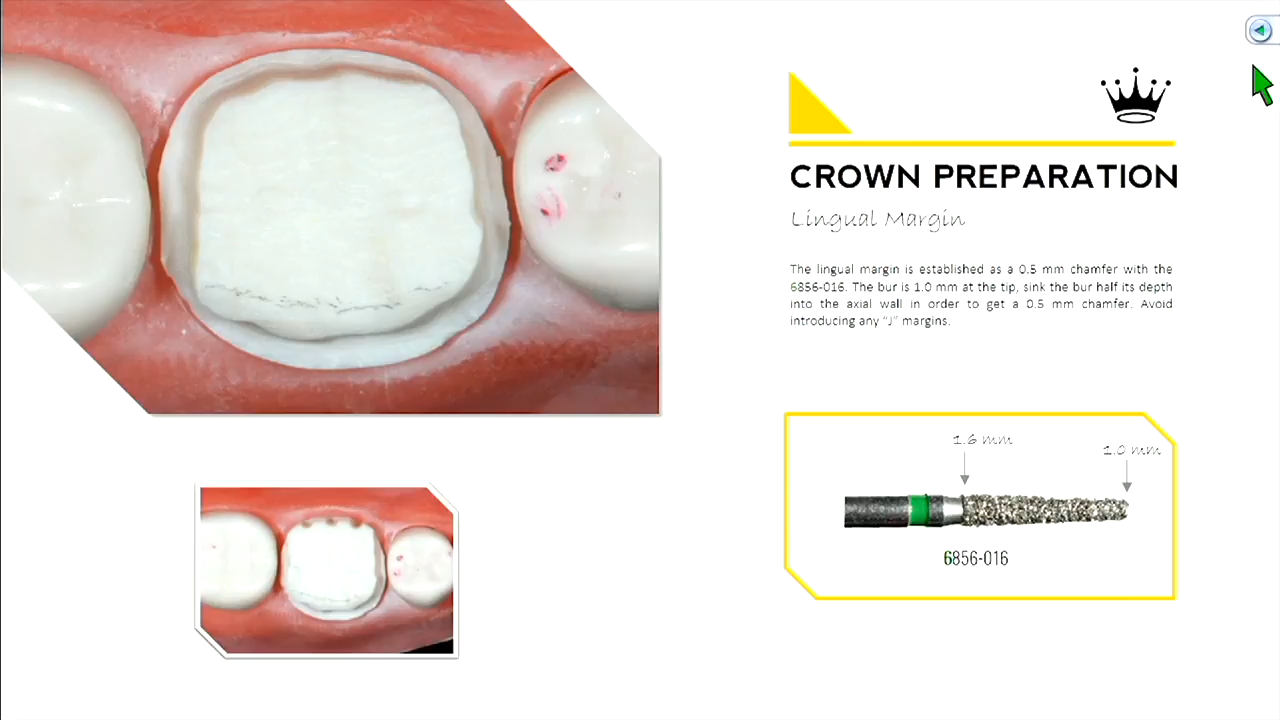 CROWN PREPARATION
Lingual Margin
The lingual margin is established as a 0.5 mm chamfer with the
6856-016. The bur is 1.0 mm at the tip, sink the bur half its depth
into the axial wall in order to get a 0.5 mm chamfer. Avoid
introducing any “J” margins.
1.6 mm
1.0 mm
6856-016